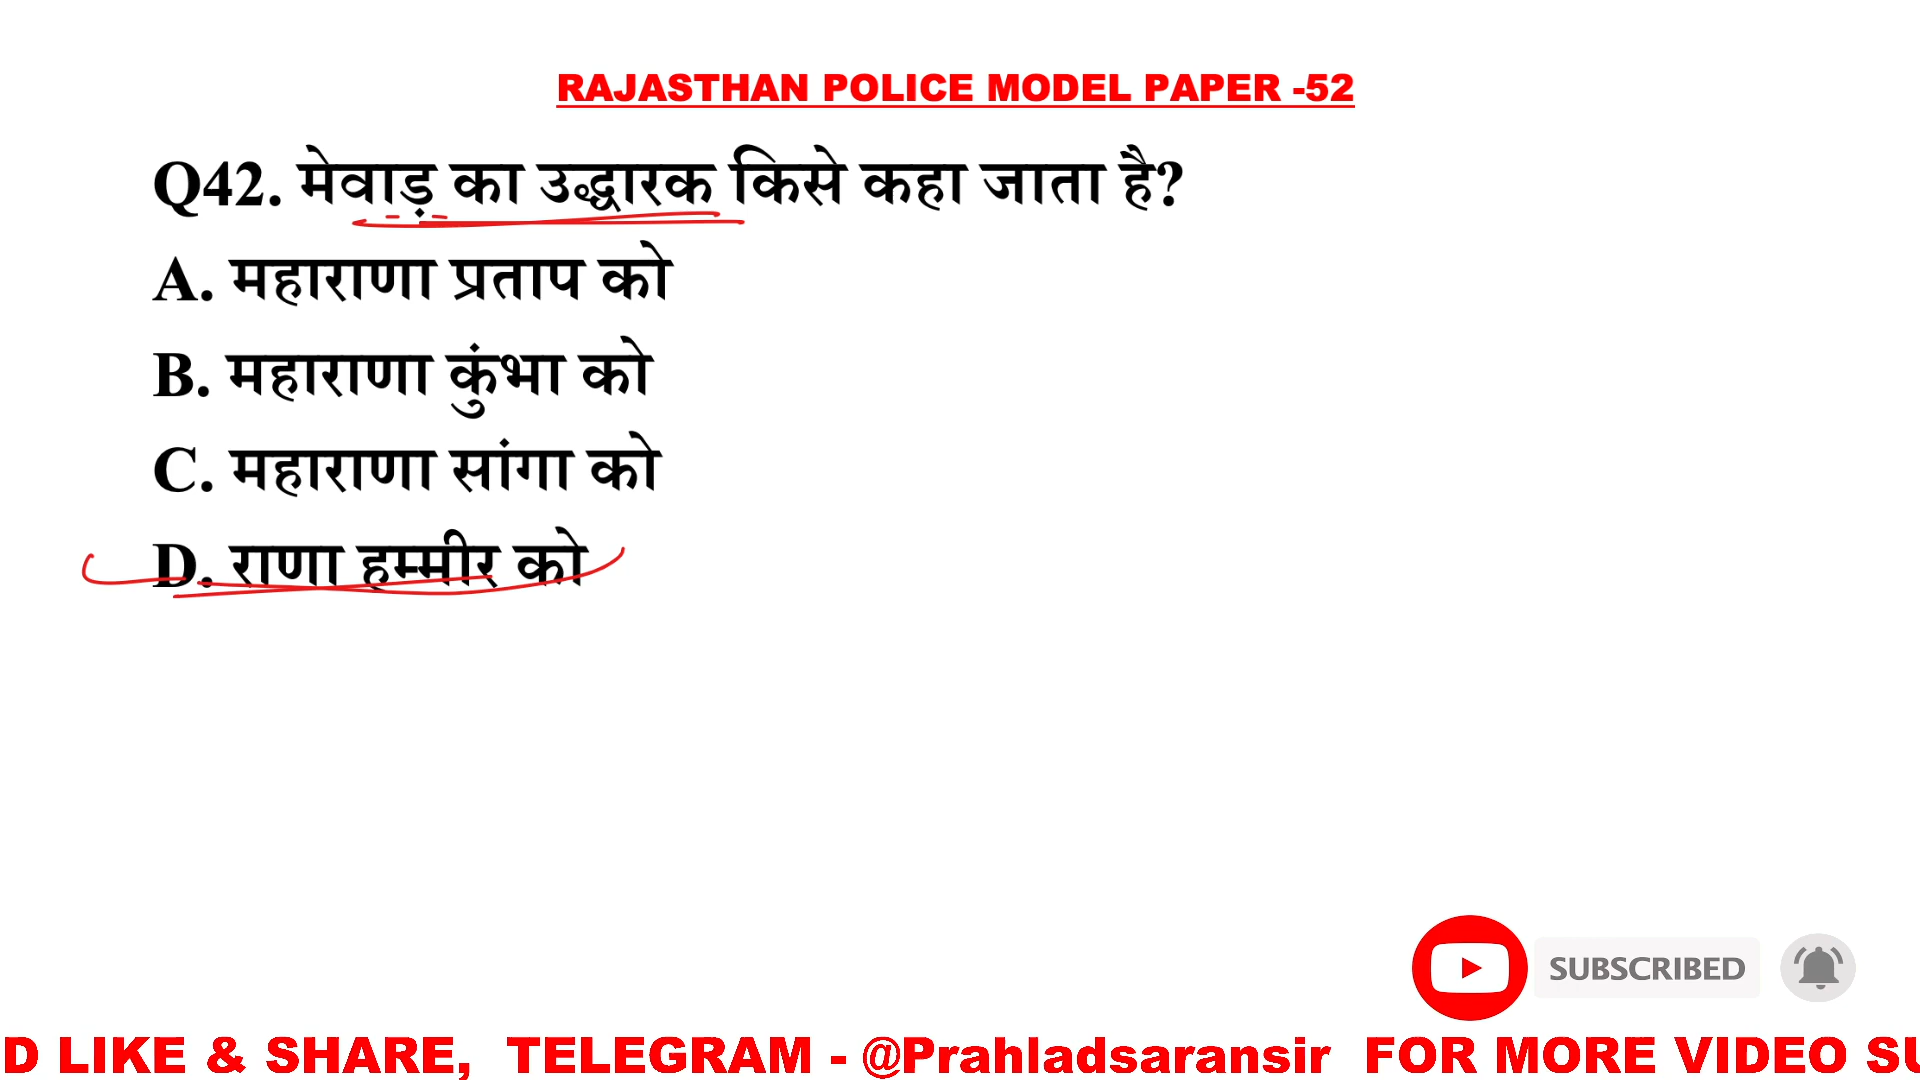 RAJASTHAN POLICE MODEL PAPER -52
Q42. मेवाड़ का उद्धारक किसे कहा जाता है?
A. महाराणा प्रताप को
B. महाराणा कुंभा को
C. महाराणा सांगा को
D. राणा हम्मीर को
SUBSCRIBED
D LIKE & SHARE, TELEGRAM - @Prahladsaransir FOR MORE VIDEO SU